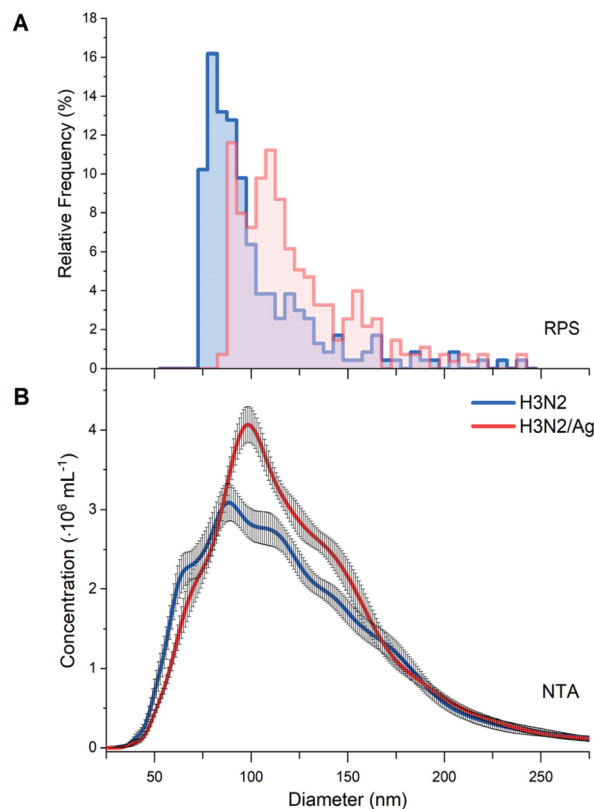 A
18
16
14
12
10
8
6
4
2
0
Relative Frequency (%)
RPS
B
H3N2
H3N2/Ag
4
3
2
1
0
Concentration (·10⁶ mL⁻¹)
NTA
50 100 150 200 250
Diameter (nm)